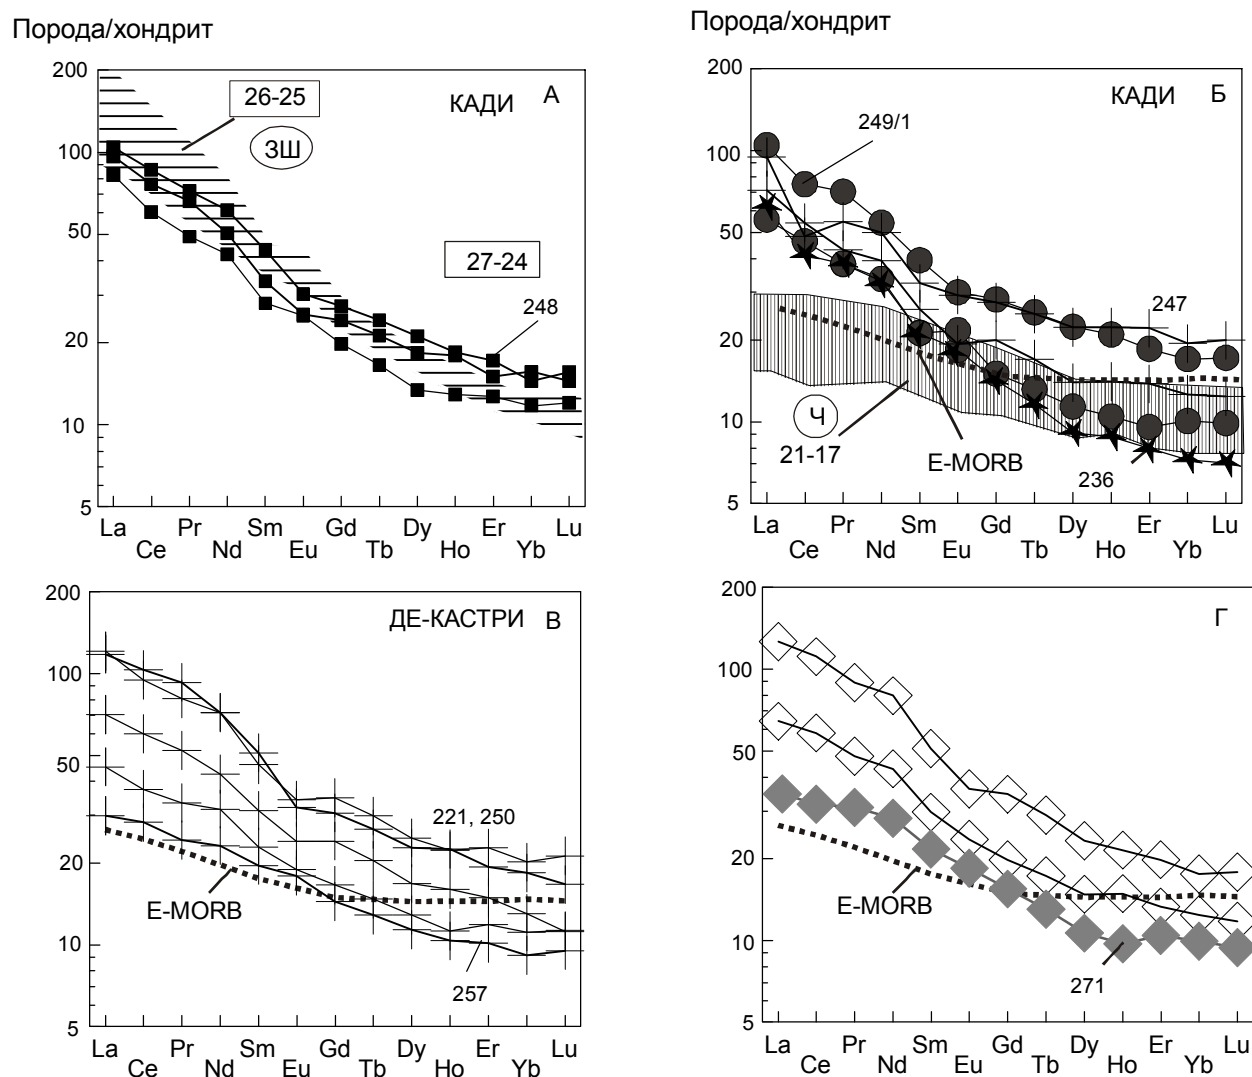 Порода/хондрит
200
100
50
20
10
5
26-25
ЗШ
КАДИ
А
27-24
248
La Ce Pr Nd Sm Eu Gd Tb Dy Ho Er Yb Lu
Порода/хондрит
200
100
50
20
10
5
КАДИ
Б
249/1
247
Ч
21-17
E-MORB
236
La Ce Pr Nd Sm Eu Gd Tb Dy Ho Er Yb Lu
200
100
50
20
10
5
ДЕ-КАСТРИ
В
221, 250
E-MORB
257
La Ce Pr Nd Sm Eu Gd Tb Dy Ho Er Yb Lu
200
100
50
20
10
5
Г
E-MORB
271
La Ce Pr Nd Sm Eu Gd Tb Dy Ho Er Yb Lu